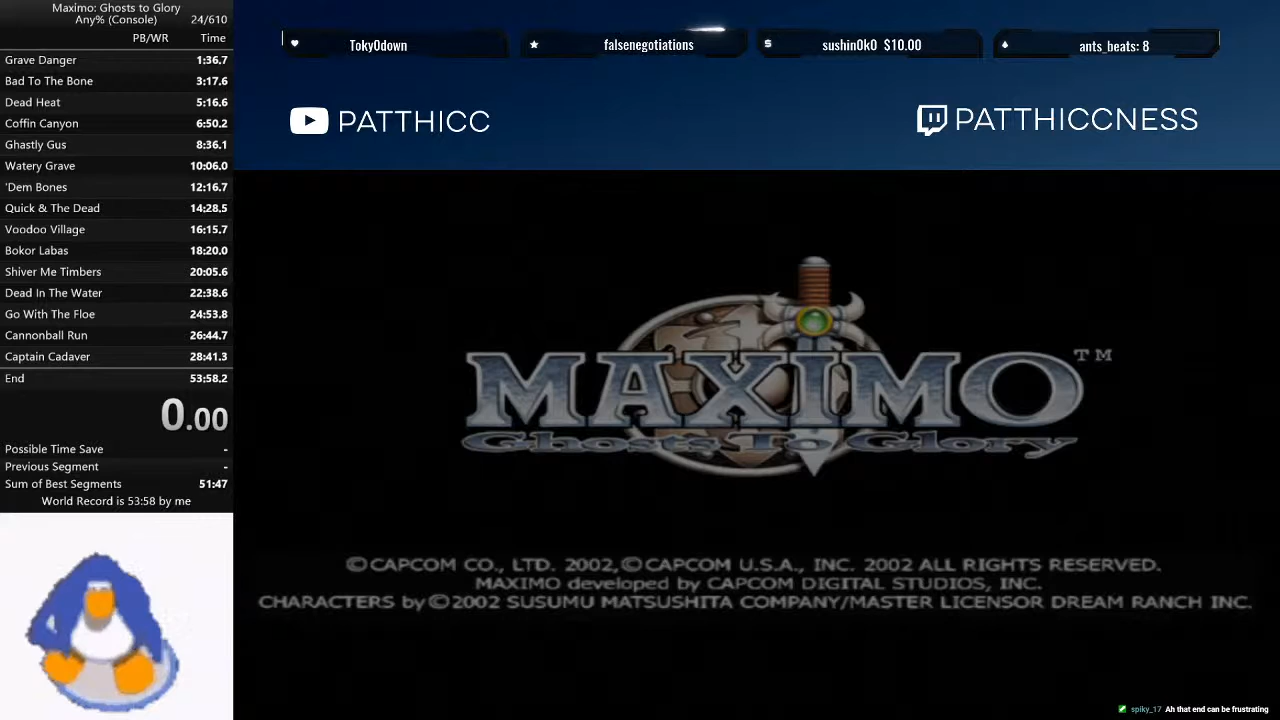 Maximo: Ghosts to Glory
Any% (Console) 24/610
PB/WR Time
Grave Danger 1:36.7
Bad To The Bone 3:17.6
Dead Heat 5:16.6
Coffin Canyon 6:50.2
Ghastly Gus 8:36.1
Watery Grave 10:06.0
'Dem Bones 12:16.7
Quick & The Dead 14:28.5
Voodoo Village 16:15.7
Bokor Labas 18:20.0
Shiver Me Timbers 20:05.6
Dead In The Water 22:38.6
Go With The Floe 24:53.8
Cannonball Run 26:44.7
Captain Cadaver 28:41.3
End 53:58.2
0.00
Possible Time Save -
Previous Segment -
Sum of Best Segments 51:47
World Record is 53:58 by me
Toky0down falsenegotiations sushin0k0 $10.00 ants_beats: 8
PATTHICC PATTHICCNESS
MAXIMO TM
Ghosts To Glory
©CAPCOM CO., LTD. 2002,©CAPCOM U.S.A., INC. 2002 ALL RIGHTS RESERVED.
MAXIMO developed by CAPCOM DIGITAL STUDIOS, INC.
CHARACTERS by©2002 SUSUMU MATSUSHITA COMPANY/MASTER LICENSOR DREAM RANCH INC.
spiky_17 Ah that end can be frustrating